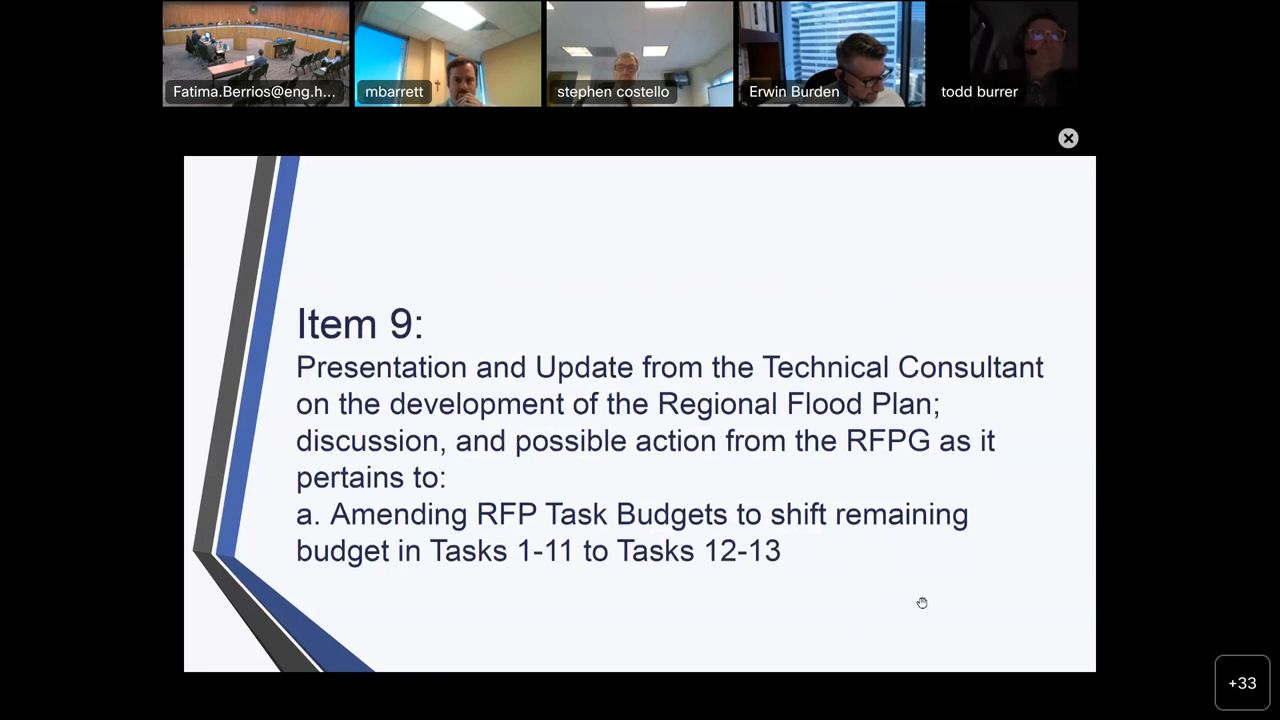 Fatima.Berrios@eng.h...
mbarrett
stephen costello
Erwin Burden
todd burrer
Item 9:
Presentation and Update from the Technical Consultant
on the development of the Regional Flood Plan;
discussion, and possible action from the RFPG as it
pertains to:
a. Amending RFP Task Budgets to shift remaining
budget in Tasks 1-11 to Tasks 12-13
+33